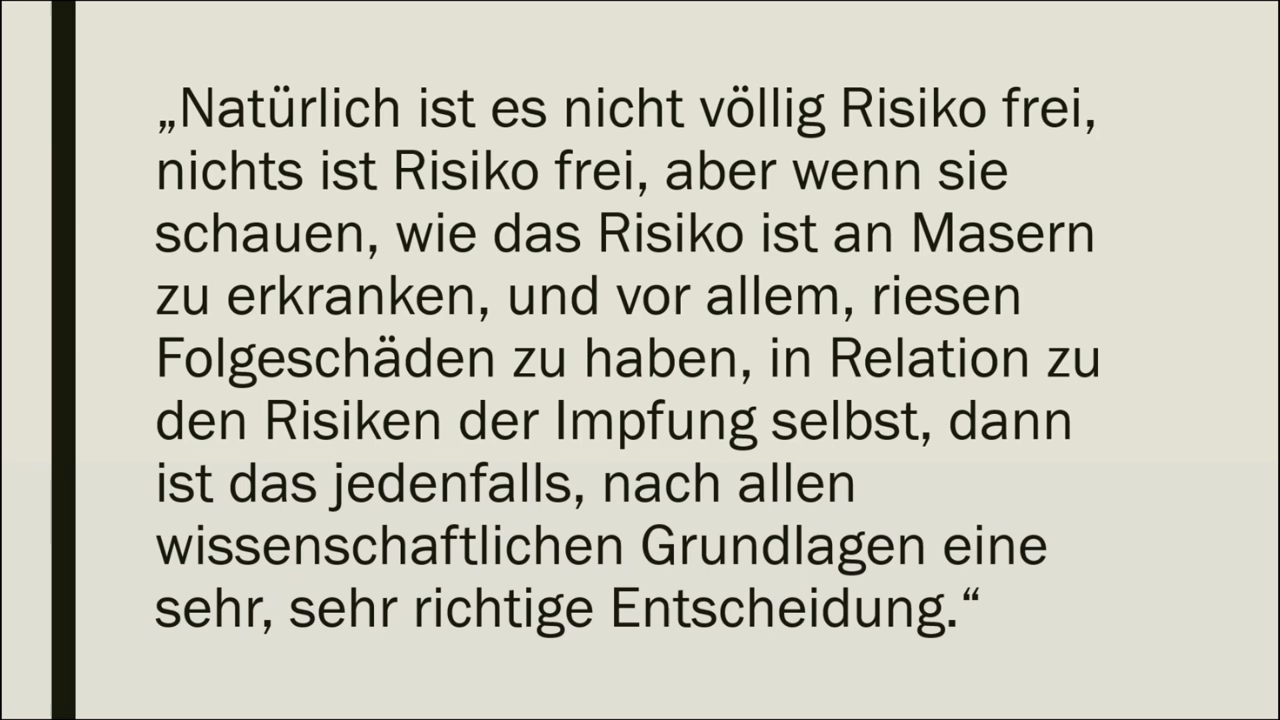 „Natürlich ist es nicht völlig Risiko frei,
nichts ist Risiko frei, aber wenn sie
schauen, wie das Risiko ist an Masern
zu erkranken, und vor allem, riesen
Folgeschäden zu haben, in Relation zu
den Risiken der Impfung selbst, dann
ist das jedenfalls, nach allen
wissenschaftlichen Grundlagen eine
sehr, sehr richtige Entscheidung.“